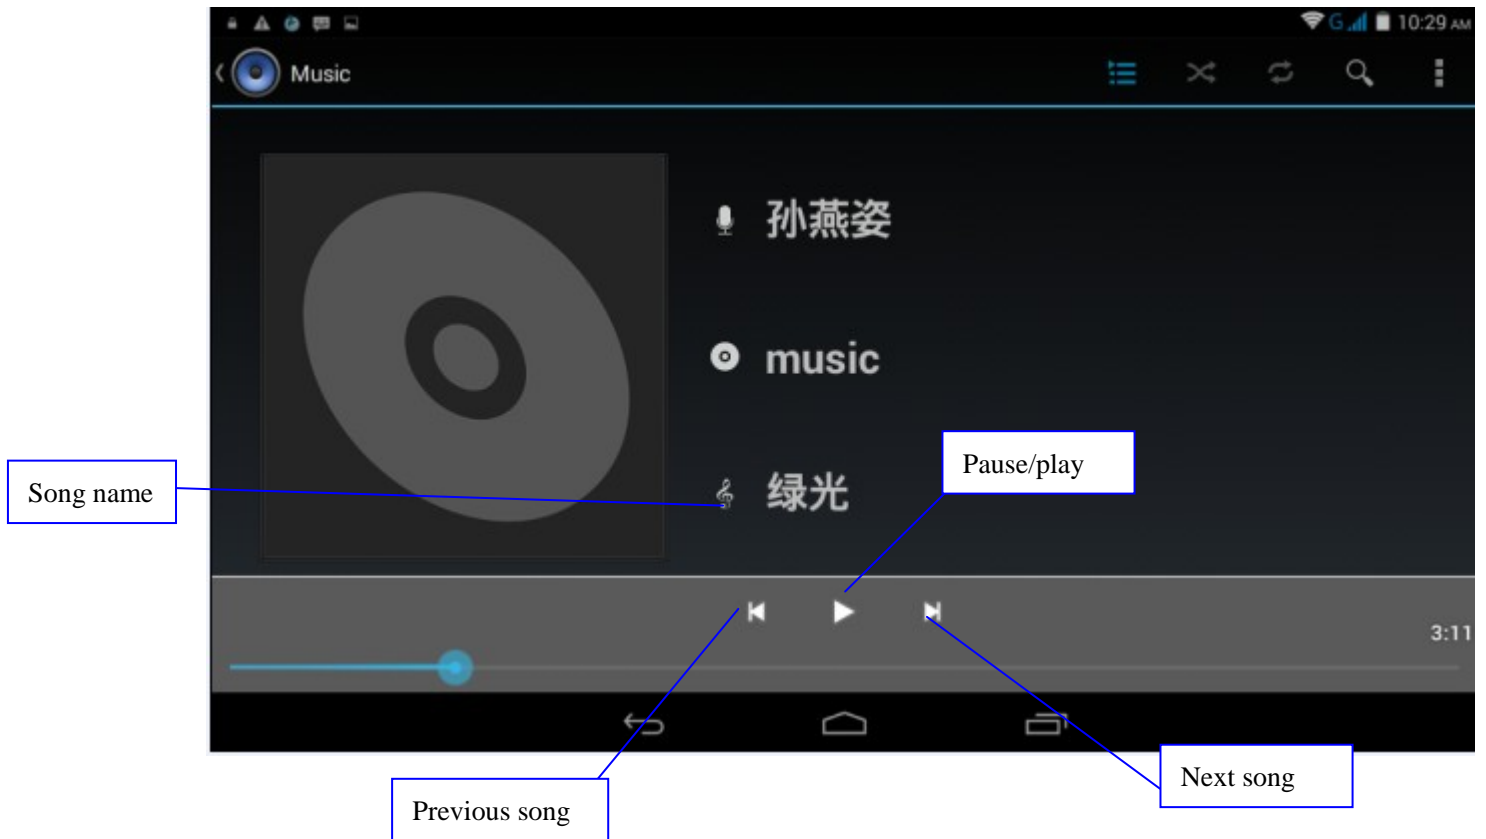 G 10:29 AM
Music
孙燕姿
music
Pause/play
Song name
绿光
3:11
Next song
Previous song